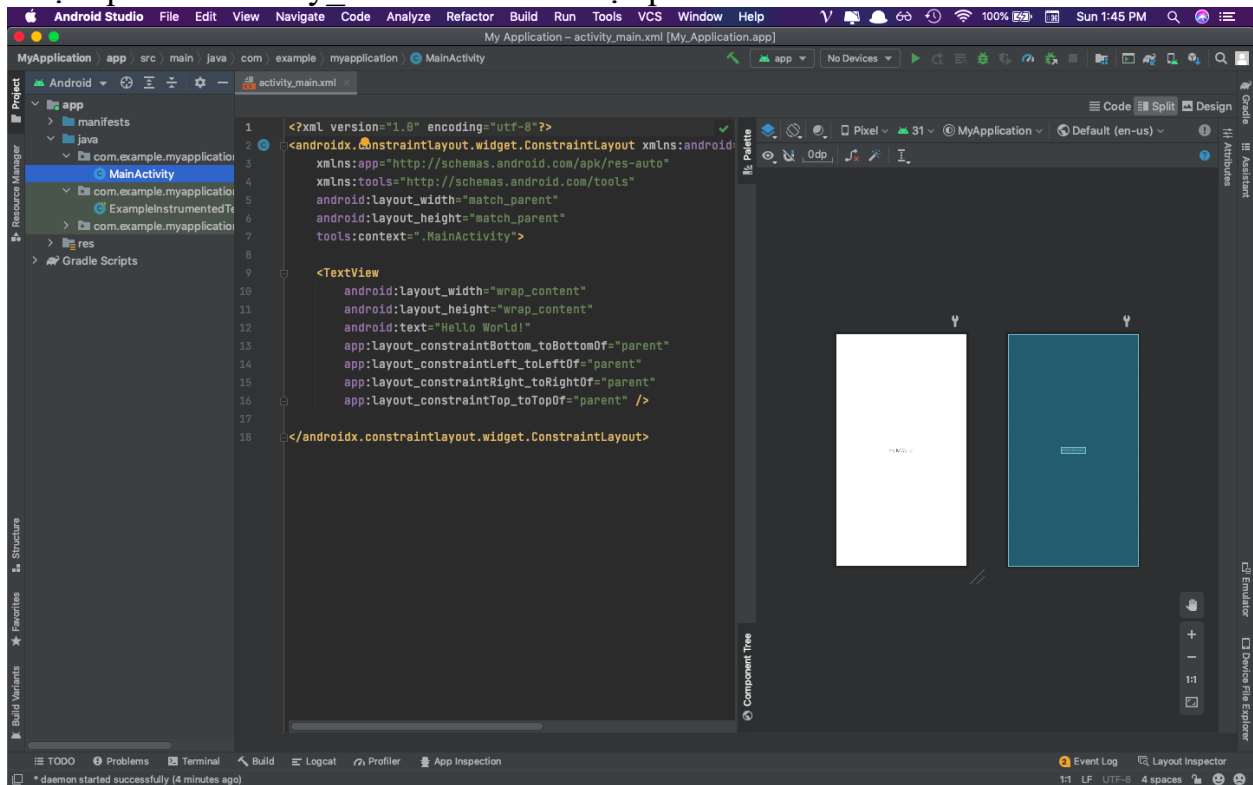 Android Studio File Edit View Navigate Code Analyze Refactor Build Run Tools VCS Window Help 100% Sun 1:45 PM
My Application – activity_main.xml [My_Application.app]
MyApplication app src main java com example myapplication MainActivity app No Devices
Project Android activity_main.xml Gradle
Code Split Design
app
manifests
java
com.example.myapplication
MainActivity
com.example.myapplication
ExampleInstrumentedTe
com.example.myapplication
res
Gradle Scripts
Resource Manager
Structure
Favorites
Build Variants
1 <?xml version="1.0" encoding="utf-8"?>
2 <androidx.constraintlayout.widget.ConstraintLayout xmlns:android=
3 xmlns:app="http://schemas.android.com/apk/res-auto"
4 xmlns:tools="http://schemas.android.com/tools"
5 android:layout_width="match_parent"
6 android:layout_height="match_parent"
7 tools:context=".MainActivity">
8
9 <TextView
10 android:layout_width="wrap_content"
11 android:layout_height="wrap_content"
12 android:text="Hello World!"
13 app:layout_constraintBottom_toBottomOf="parent"
14 app:layout_constraintLeft_toLeftOf="parent"
15 app:layout_constraintRight_toRightOf="parent"
16 app:layout_constraintTop_toTopOf="parent" />
17
18 </androidx.constraintlayout.widget.ConstraintLayout>
Palette
Component Tree
Pixel 31 MyApplication Default (en-us)
0dp
Attributes
Assistant
1:1
Emulator
Device File Explorer
TODO Problems Terminal Build Logcat Profiler App Inspection 2 Event Log Layout Inspector
* daemon started successfully (4 minutes ago) 1:1 LF UTF-8 4 spaces